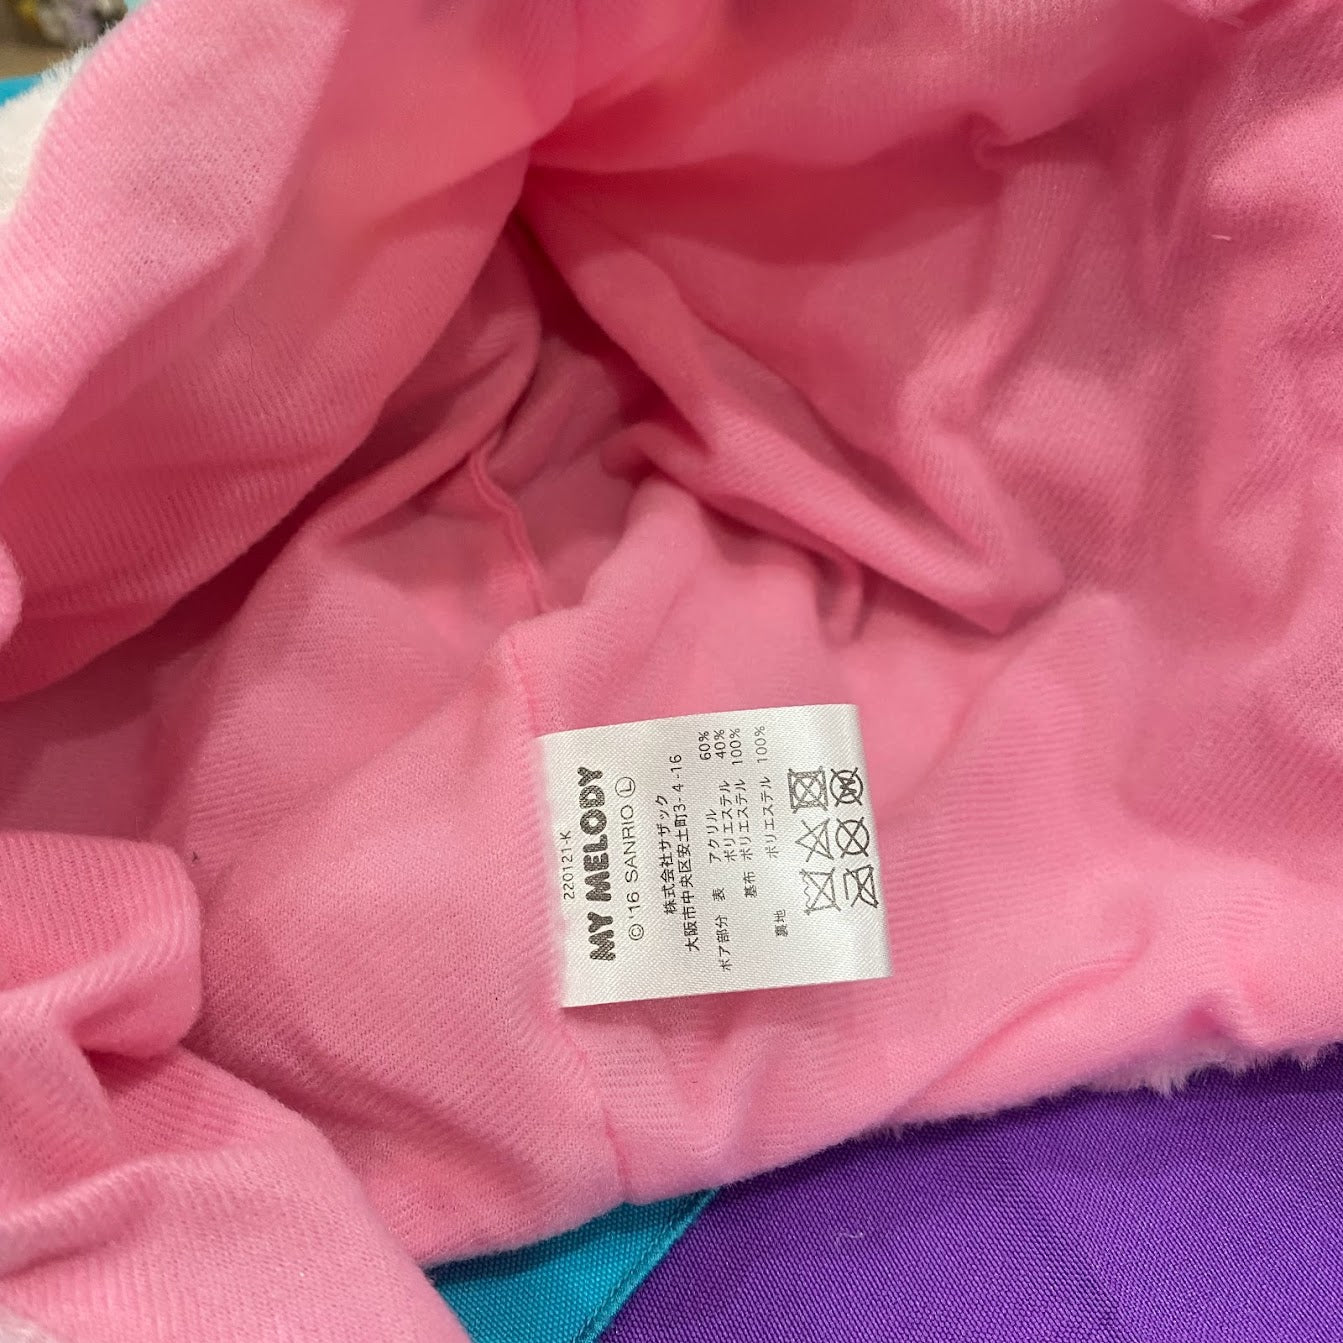 220121-K
MY MELODY
©'16 SANRIO Ⓛ
株式会社サザック
大阪市中央区安土町3-4-16
ボア部分 表 アクリル 60%
ポリエステル 40%
基布 ポリエステル 100%
裏地 ポリエステル 100%